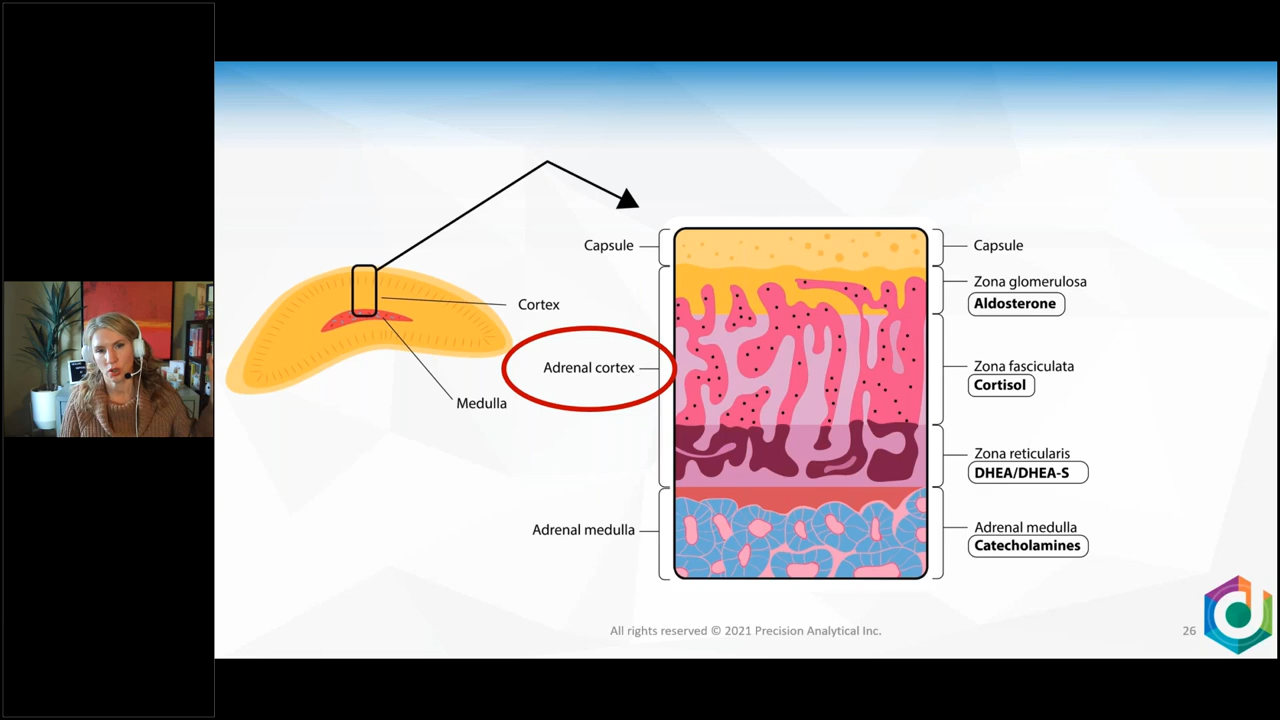 Cortex
Medulla
Capsule
Adrenal cortex
Adrenal medulla
Capsule
Zona glomerulosa
Aldosterone
Zona fasciculata
Cortisol
Zona reticularis
DHEA/DHEA-S
Adrenal medulla
Catecholamines
All rights reserved © 2021 Precision Analytical Inc.
26